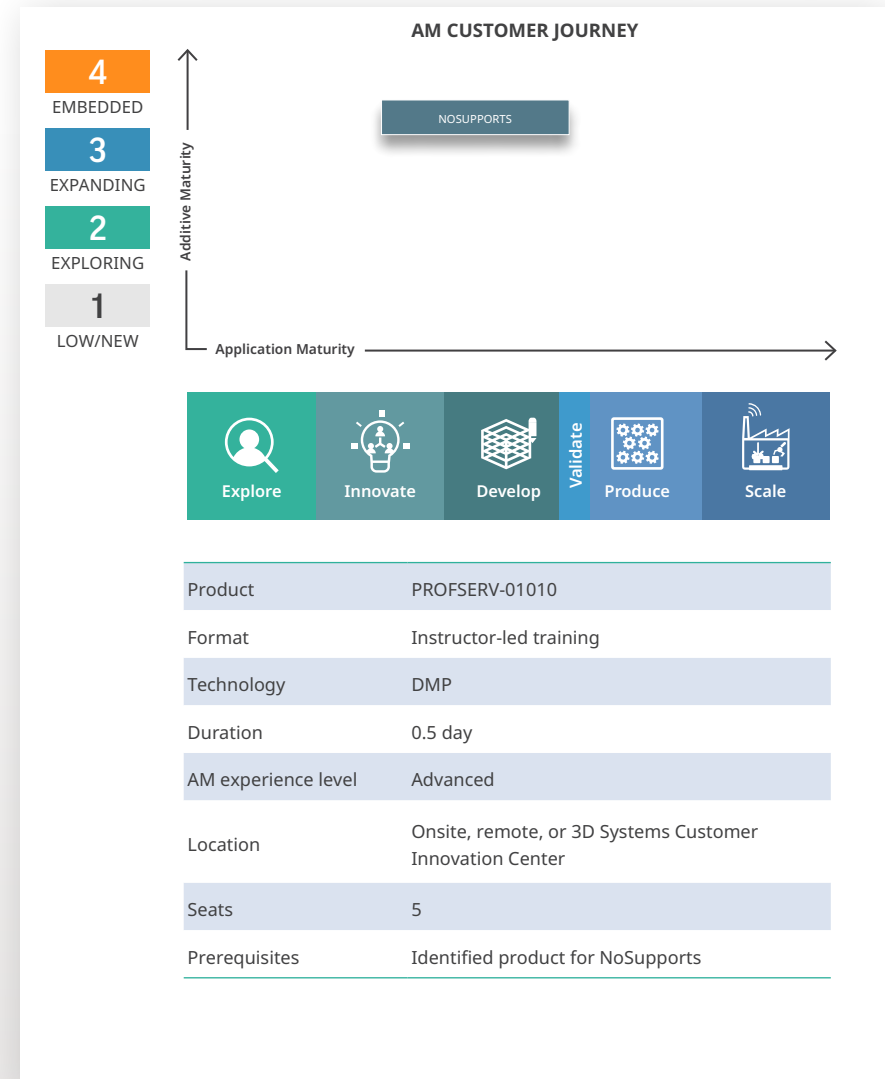 AM CUSTOMER JOURNEY
4
EMBEDDED
3
EXPANDING
2
EXPLORING
1
LOW/NEW
Additive Maturity
NOSUPPORTS
Application Maturity
Explore
Innovate
Develop
Validate
Produce
Scale
Product PROFSERV-01010
Format Instructor-led training
Technology DMP
Duration 0.5 day
AM experience level Advanced
Location Onsite, remote, or 3D Systems Customer
Innovation Center
Seats 5
Prerequisites Identified product for NoSupports